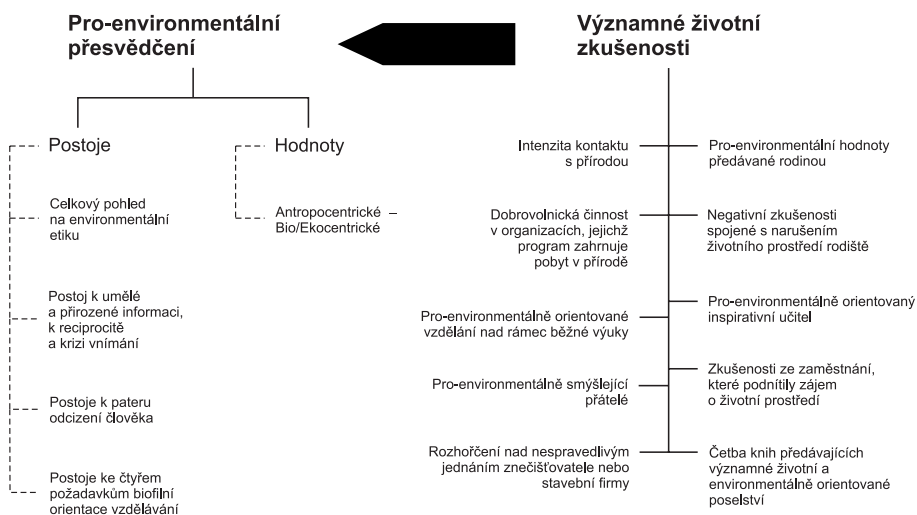 Pro-environmentální
přesvědčení
Významné životní
zkušenosti
Postoje
Hodnoty
Celkový pohled
na environmentální
etiku
Antropocentrické –
Bio/Ekocentrické
Postoj k umělé
a přirozené informaci,
k reciprocitě
a krizi vnímání
Postoje k pateru
odcizení člověka
Postoje ke čtyřem
požadavkům biofilní
orientace vzdělávání
Intenzita kontaktu
s přírodou
Pro-environmentální hodnoty
předávané rodinou
Dobrovolnická činnost
v organizacích, jejichž
program zahrnuje
pobyt v přírodě
Negativní zkušenosti
spojené s narušením
životního prostředí rodiště
Pro-environmentálně orientované
vzdělání nad rámec běžné výuky
Pro-environmentálně orientovaný
inspirativní učitel
Pro-environmentálně smýšlející
přátelé
Zkušenosti ze zaměstnání,
které podnítily zájem
o životní prostředí
Rozhořčení nad nespravedlivým
jednáním znečišťovatele nebo
stavební firmy
Četba knih předávajících
významné životní a
environmentálně orientované
poselství